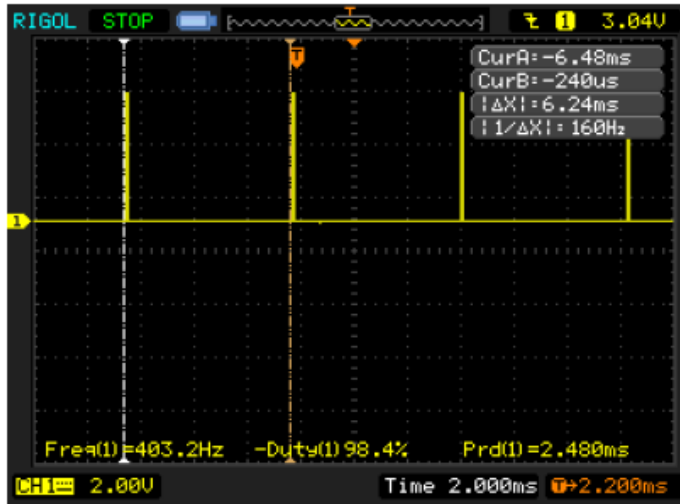 RIGOL STOP T 1 3.04V
CurA=-6.48ms
CurB=-240us
|ΔX|=6.24ms
|1/ΔX|=160Hz
T
1
Freq(1)=403.2Hz -Duty(1)98.4% Prd(1)=2.480ms
CH1 2.00V Time 2.000ms T→2.200ms